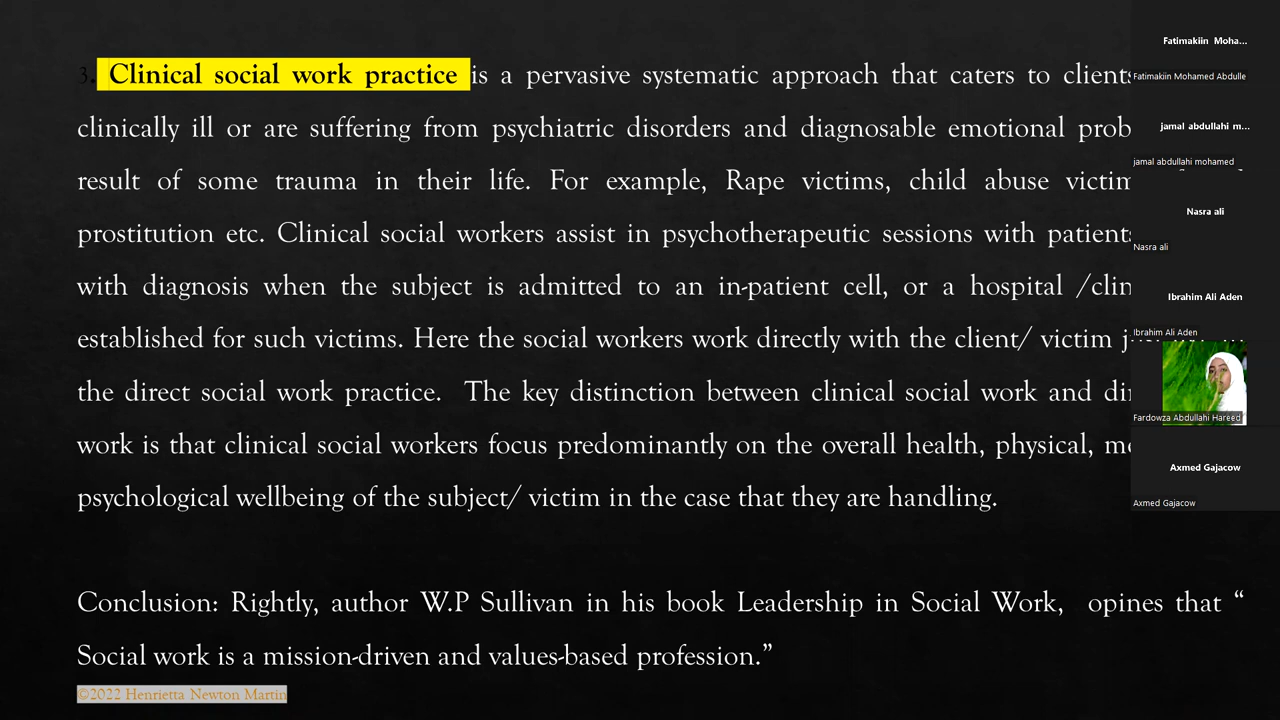 3. Clinical social work practice is a pervasive systematic approach that caters to clients
clinically ill or are suffering from psychiatric disorders and diagnosable emotional prob
result of some trauma in their life. For example, Rape victims, child abuse victim
prostitution etc. Clinical social workers assist in psychotherapeutic sessions with patients
with diagnosis when the subject is admitted to an in-patient cell, or a hospital /clin
established for such victims. Here the social workers work directly with the client/ victim
the direct social work practice. The key distinction between clinical social work and
work is that clinical social workers focus predominantly on the overall health, physical,
psychological wellbeing of the subject/ victim in the case that they are handling.
Conclusion: Rightly, author W.P Sullivan in his book Leadership in Social Work, opines that “
Social work is a mission-driven and values-based profession.”
©2022 Henrietta Newton Martin
Fatimakiin Moha...
Fatimakiin Mohamed Abdulle
jamal abdullahi m...
jamal abdullahi mohamed
Nasra ali
Nasra ali
Ibrahim Ali Aden
Ibrahim Ali Aden
Fardowza Abdullahi Hareed
Axmed Gajacow
Axmed Gajacow